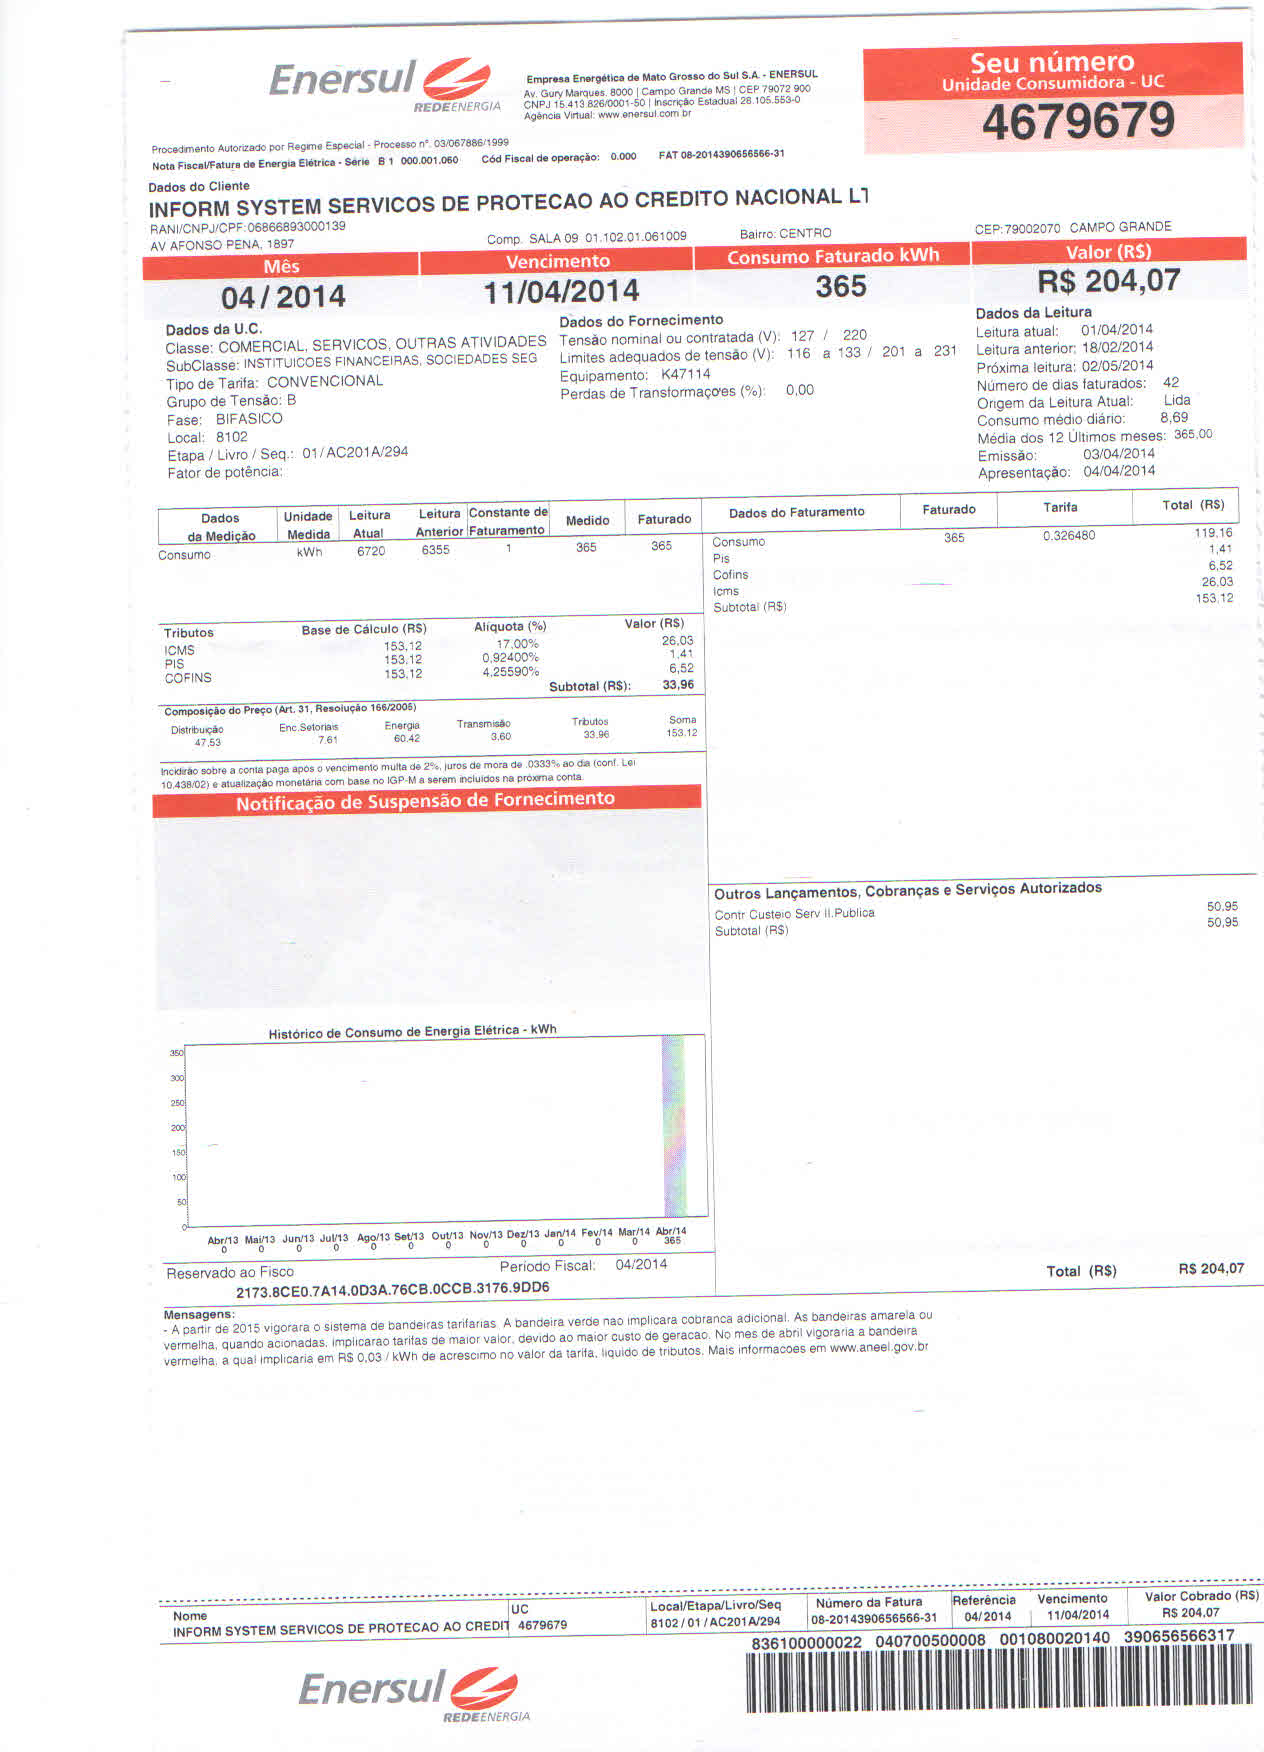 Enersul
REDEENERGIA
Empresa Energética de Mato Grosso do Sul S.A. - ENERSUL
Av. Gury Marques, 8000 | Campo Grande MS | CEP 79072 900
CNPJ 15.413.826/0001-50 | Inscrição Estadual 28.105.553-0
Agência Virtual: www.enersul.com.br
Seu número
Unidade Consumidora - UC
4679679
Procedimento Autorizado por Regime Especial - Processo nº. 03/067886/1999
Nota Fiscal/Fatura de Energia Elétrica - Série B 1 000.001.060 Cód Fiscal de operação: 0.000 FAT 08-2014390656566-31
Dados do Cliente
INFORM SYSTEM SERVICOS DE PROTECAO AO CREDITO NACIONAL LT
RANI/CNPJ/CPF:06866893000139
AV AFONSO PENA, 1897 Comp. SALA 09 01.102.01.061009 Bairro: CENTRO CEP:79002070 CAMPO GRANDE
Mês Vencimento Consumo Faturado kWh Valor (R$)
04/2014 11/04/2014 365 R$ 204,07
Dados da U.C.
Classe: COMERCIAL, SERVICOS, OUTRAS ATIVIDADES
SubClasse: INSTITUICOES FINANCEIRAS, SOCIEDADES SEG
Tipo de Tarifa: CONVENCIONAL
Grupo de Tensão: B
Fase: BIFASICO
Local: 8102
Etapa / Livro / Seq.: 01/AC201A/294
Fator de potência:
Dados do Fornecimento
Tensão nominal ou contratada (V): 127 / 220
Limites adequados de tensão (V): 116 a 133 / 201 a 231
Equipamento: K47114
Perdas de Transformaço'es (%): 0,00
Dados da Leitura
Leitura atual: 01/04/2014
Leitura anterior: 18/02/2014
Próxima leitura: 02/05/2014
Número de dias faturados: 42
Origem da Leitura Atual: Lida
Consumo médio diário: 8,69
Média dos 12 Últimos meses: 365,00
Emissão: 03/04/2014
Apresentação: 04/04/2014
Dados da Medição Unidade Medida Leitura Atual Leitura Anterior Constante de Faturamento Medido Faturado
Consumo kWh 6720 6355 1 365 365
Dados do Faturamento Faturado Tarifa Total (R$)
Consumo 365 0.326480 119.16
Pis 1,41
Cofins 6,52
Icms 26,03
Subtotal (R$) 153,12
Tributos Base de Cálculo (R$) Alíquota (%) Valor (R$)
ICMS 153,12 17,00% 26,03
PIS 153,12 0,92400% 1,41
COFINS 153,12 4,25590% 6,52
Subtotal (R$): 33,96
Composição do Preço (Art. 31, Resolução 166/2005)
Distribuição Enc.Setoriais Energia Transmissão Tributos Soma
47,53 7,61 60,42 3,60 33,96 153,12
Incidirão sobre a conta paga após o vencimento multa de 2%, juros de mora de .0333% ao dia (conf. Lei
10.438/02) e atualização monetária com base no IGP-M a serem incluidos na próxima conta.
Notificação de Suspensão de Fornecimento
Outros Lançamentos, Cobranças e Serviços Autorizados
Contr Custeio Serv Il.Publica 50,95
Subtotal (R$) 50,95
Histórico de Consumo de Energia Elétrica - kWh
350
300
250
200
150
100
50
0
Abr/13 Mai/13 Jun/13 Jul/13 Ago/13 Set/13 Out/13 Nov/13 Dez/13 Jan/14 Fev/14 Mar/14 Abr/14
0 0 0 0 0 0 0 0 0 0 0 0 365
Reservado ao Fisco Período Fiscal: 04/2014
2173.8CE0.7A14.0D3A.76CB.0CCB.3176.9DD6
Total (R$) R$ 204,07
Mensagens:
- A partir de 2015 vigorara o sistema de bandeiras tarifarias. A bandeira verde nao implicara cobranca adicional. As bandeiras amarela ou
vermelha, quando acionadas, implicarao tarifas de maior valor, devido ao maior custo de geracao. No mes de abril vigoraria a bandeira
vermelha, a qual implicaria em R$ 0,03 / kWh de acrescimo no valor da tarifa, liquido de tributos. Mais informacoes em www.aneel.gov.br
Nome UC Local/Etapa/Livro/Seq Número da Fatura Referência Vencimento Valor Cobrado (R$)
INFORM SYSTEM SERVICOS DE PROTECAO AO CREDIT 4679679 8102/01/AC201A/294 08-2014390656566-31 04/2014 11/04/2014 R$ 204,07
836100000022 040700500008 001080020140 390656566317
Enersul
REDEENERGIA